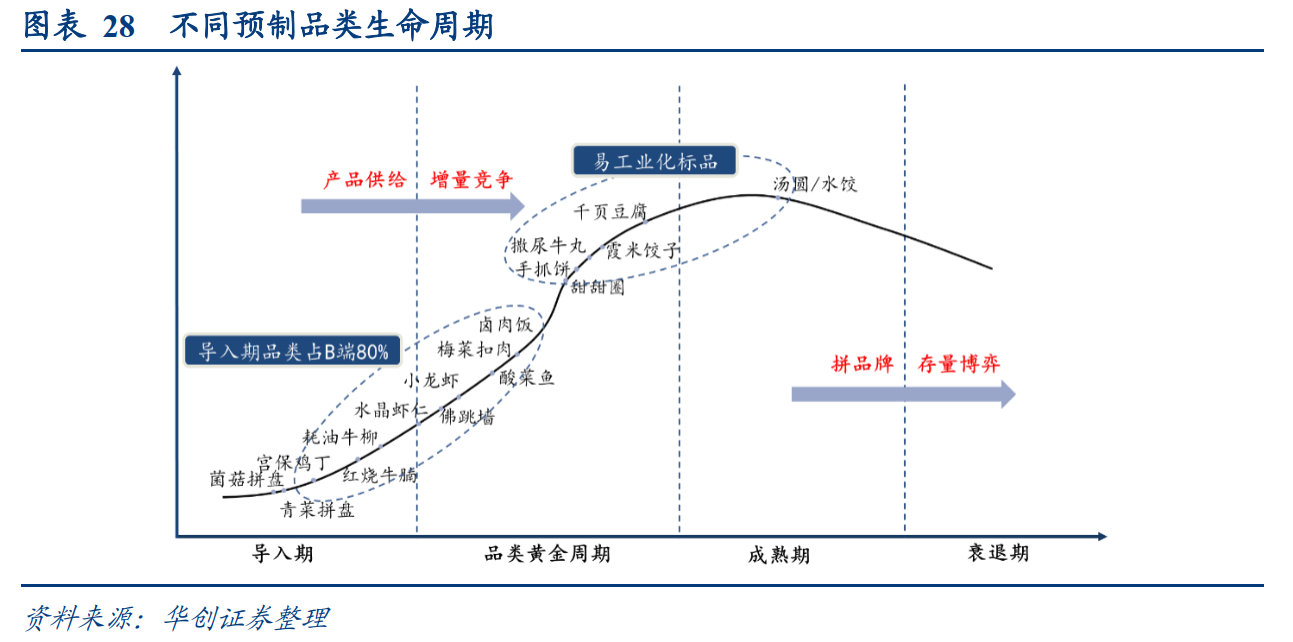 图表 28 不同预制品类生命周期
易工业化标品
产品供给 增量竞争
汤圆/水饺
千页豆腐
撒尿牛丸
霞米饺子
手抓饼
甜甜圈
卤肉饭
导入期品类占B端80%
梅菜扣肉
拼品牌 存量博弈
小龙虾
酸菜鱼
水晶虾仁
佛跳墙
耗油牛柳
宫保鸡丁
菌菇拼盘
红烧牛腩
青菜拼盘
导入期 品类黄金周期 成熟期 衰退期
资料来源：华创证券整理